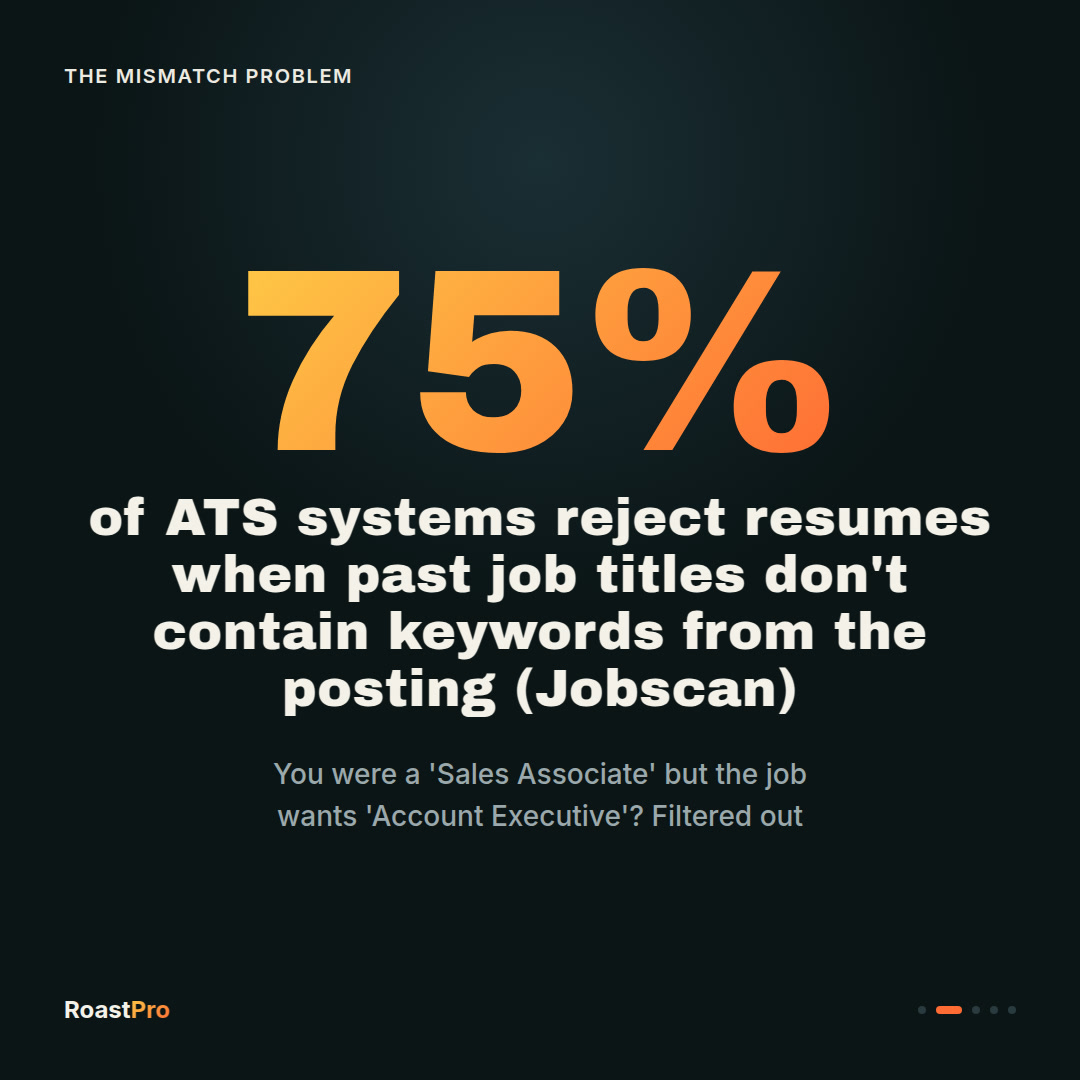 THE MISMATCH PROBLEM
75%
of ATS systems reject resumes
when past job titles don't
contain keywords from the
posting (Jobscan)
You were a 'Sales Associate' but the job
wants 'Account Executive'? Filtered out
RoastPro